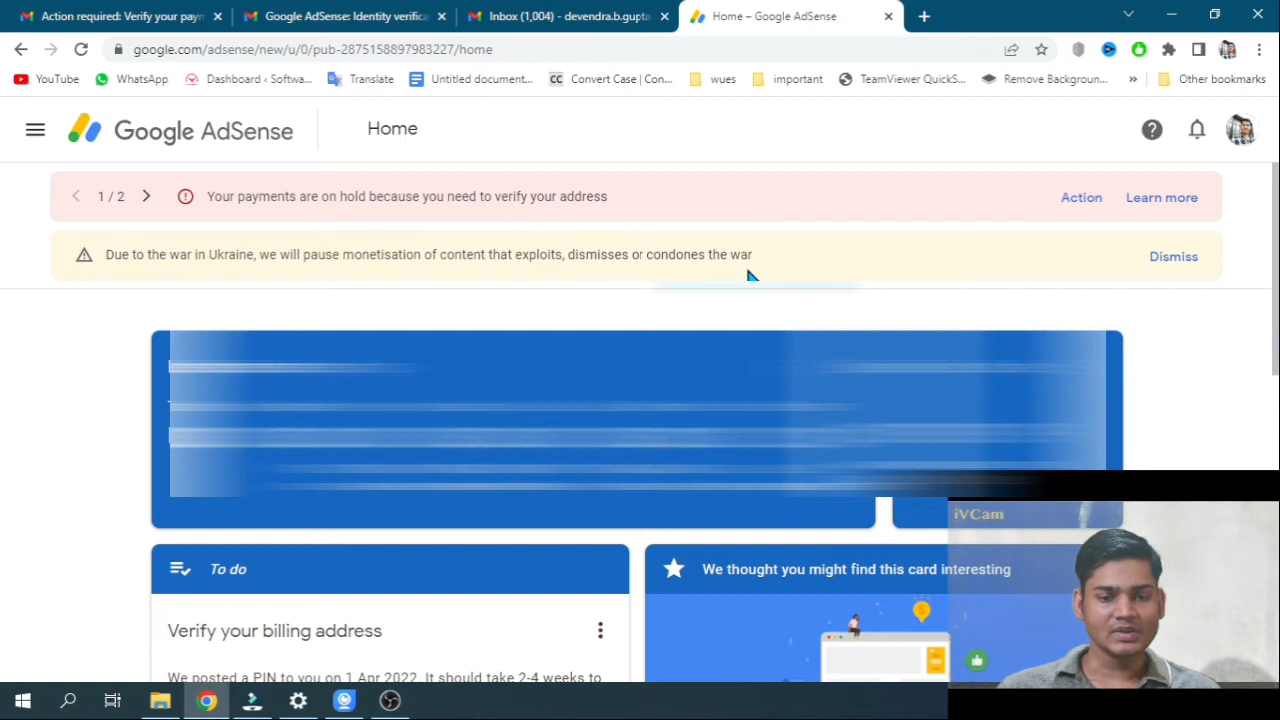 Action required: Verify your payn
Google AdSense: Identity verifica
Inbox (1,004) - devendra.b.gupta
Home – Google AdSense
google.com/adsense/new/u/0/pub-2875158897983227/home
YouTube
WhatsApp
Dashboard ‹ Softwa...
Translate
Untitled document...
CC
Convert Case | Con...
wues
important
TeamViewer QuickS...
Remove Backgroun...
»
Other bookmarks
Google AdSense
Home
1 / 2
Your payments are on hold because you need to verify your address
Action
Learn more
Due to the war in Ukraine, we will pause monetisation of content that exploits, dismisses or condones the war
Dismiss
iVCam
To do
We thought you might find this card interesting
Verify your billing address
We posted a PIN to you on 1 Apr 2022. It should take 2-4 weeks to